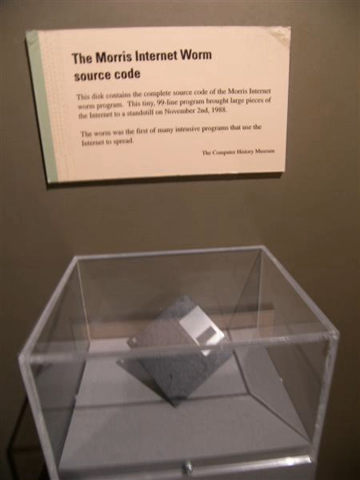 The Morris Internet Worm
source code
This disk contains the complete source code of the Morris Internet
worm program. This tiny, 99-line program brought large pieces of
the Internet to a standstill on November 2nd, 1988.
The worm was the first of many intrusive programs that use the
Internet to spread.
The Computer History Museum